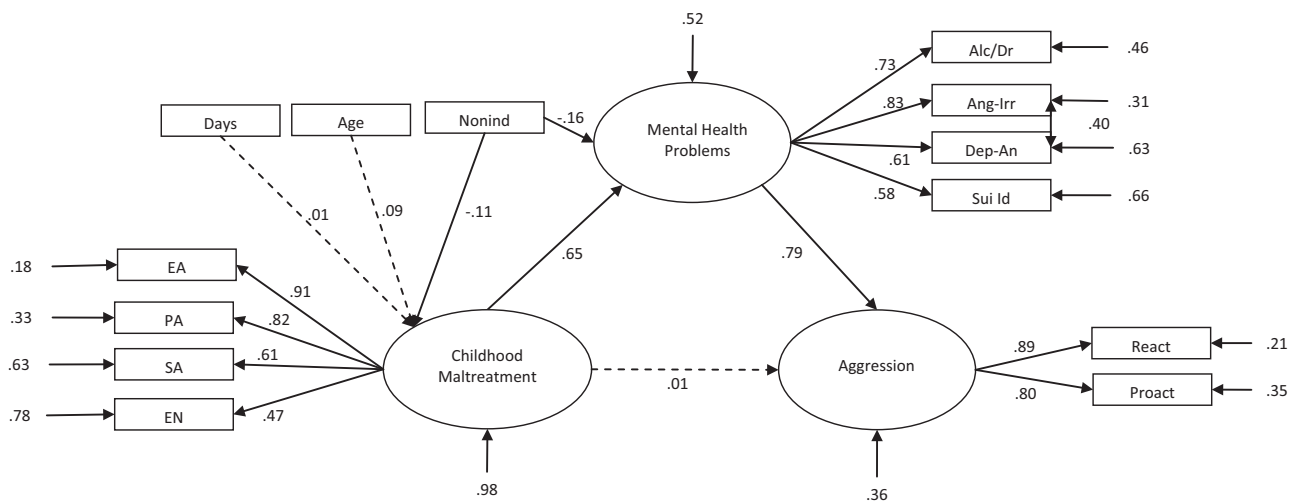 .52
Alc/Dr
.46
.73
Ang-Irr
.31
.83
.40
Days
Age
Nonind
-.16
Mental Health
Problems
Dep-An
.63
.61
Sui Id
.66
.58
.01
.09
-.11
.65
.79
.18
EA
.91
.33
PA
.82
.63
SA
.61
.78
EN
.47
Childhood
Maltreatment
.01
Aggression
.89
React
.21
.80
Proact
.35
.98
.36